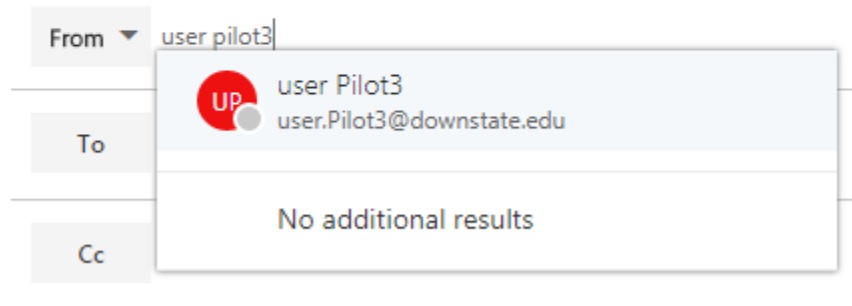 From user pilot3
UP user Pilot3
user.Pilot3@downstate.edu
To
No additional results
Cc